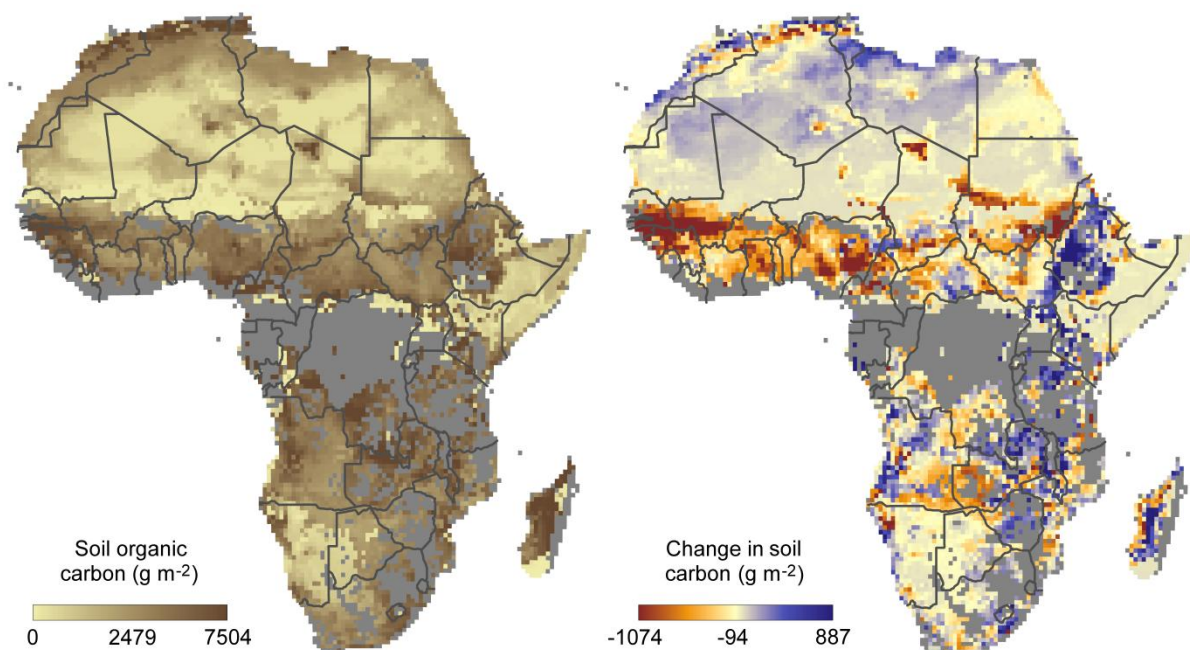 Soil organic
carbon (g m-2)
0 2479 7504
Change in soil
carbon (g m-2)
-1074 -94 887